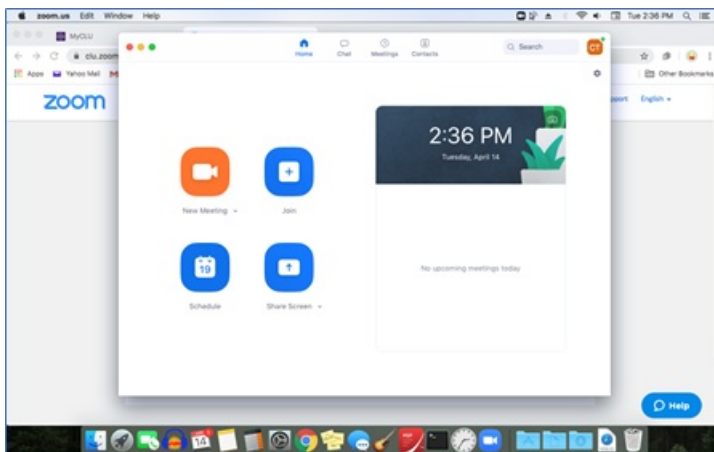 zoom.us Edit Window Help
Tue 2:36 PM
MyCLU
clu.zoom
Apps Yahoo Mail
Other Bookmarks
zoom
English
Home Chat Meetings Contacts
Search
CT
2:36 PM
Tuesday, April 14
New Meeting
Join
No upcoming meetings today
19
Schedule
Share Screen
Help
14